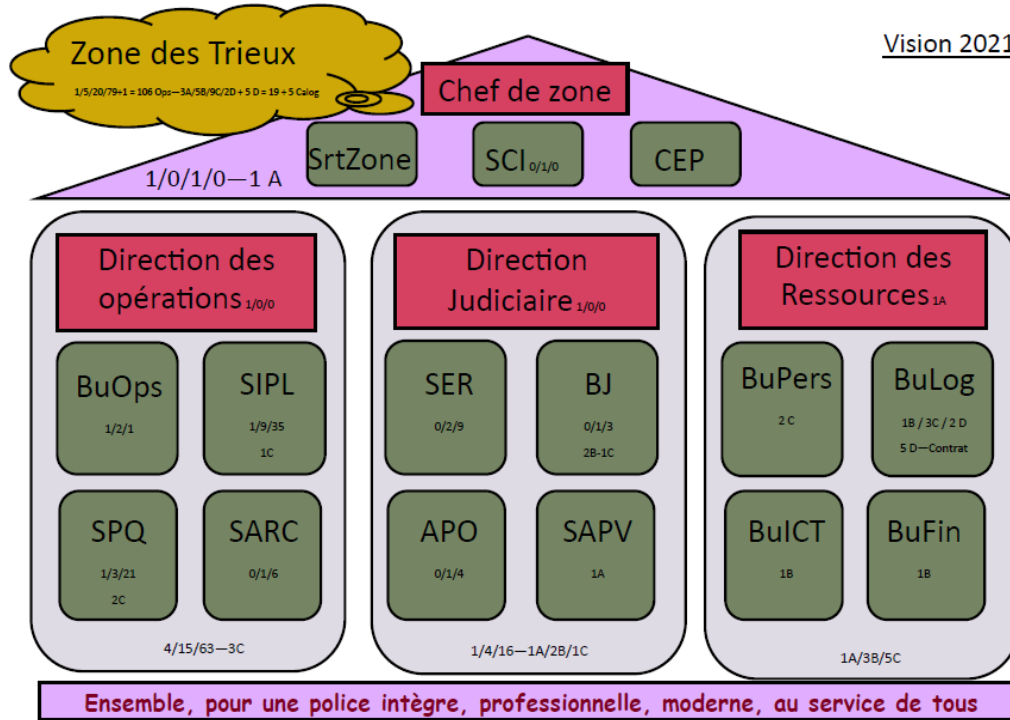 Zone des Trieux
1/5/20/79+1 = 106 Ops—3A/5B/9C/2D + 5 D = 19 + 5 Calog
Vision 2021
Chef de zone
SrtZone
SCI 0/1/0
CEP
1/0/1/0—1 A
Direction des
opérations 1/0/0
BuOps
1/2/1
SIPL
1/9/35
1C
SPQ
1/3/21
2C
SARC
0/1/6
4/15/63—3C
Direction
Judiciaire 1/0/0
SER
0/2/9
BJ
0/1/3
2B-1C
APO
0/1/4
SAPV
1A
1/4/16—1A/2B/1C
Direction des
Ressources 1A
BuPers
2 C
BuLog
1B / 3C / 2 D
5 D—Contrat
BuICT
1B
BuFin
1B
1A/3B/5C
Ensemble, pour une police intègre, professionnelle, moderne, au service de tous